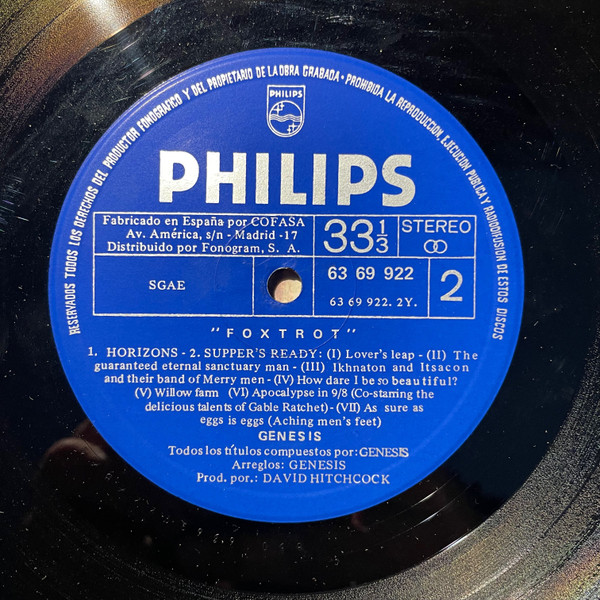 RESERVADOS TODOS LOS DERECHOS DEL PRODUCTOR FONOGRAFICO Y DEL PROPIETARIO DE LA OBRA GRABADA · PROHIBIDA LA REPRODUCCION, EJECUCION PUBLICA Y RADIODIFUSION DE ESTOS DISCOS
PHILIPS
PHILIPS
Fabricado en España por COFASA
Av. América, s/n - Madrid - 17
Distribuido por Fonogram, S. A.
33 1/3
STEREO
SGAE
63 69 922
63 69 922. 2Y.
2
"FOXTROT"
1. HORIZONS - 2. SUPPER'S READY: (I) Lover's leap - (II) The
guaranteed eternal sanctuary man - (III) Ikhnaton and Itsacon
and their band of Merry men - (IV) How dare I be so beautiful?
(V) Willow farm (VI) Apocalypse in 9/8 (Co-starring the
delicious talents of Gable Ratchet) - (VII) As sure as
eggs is eggs (Aching men's feet)
GENESIS
Todos los títulos compuestos por: GENESIS
Arreglos: GENESIS
Prod. por.: DAVID HITCHCOCK